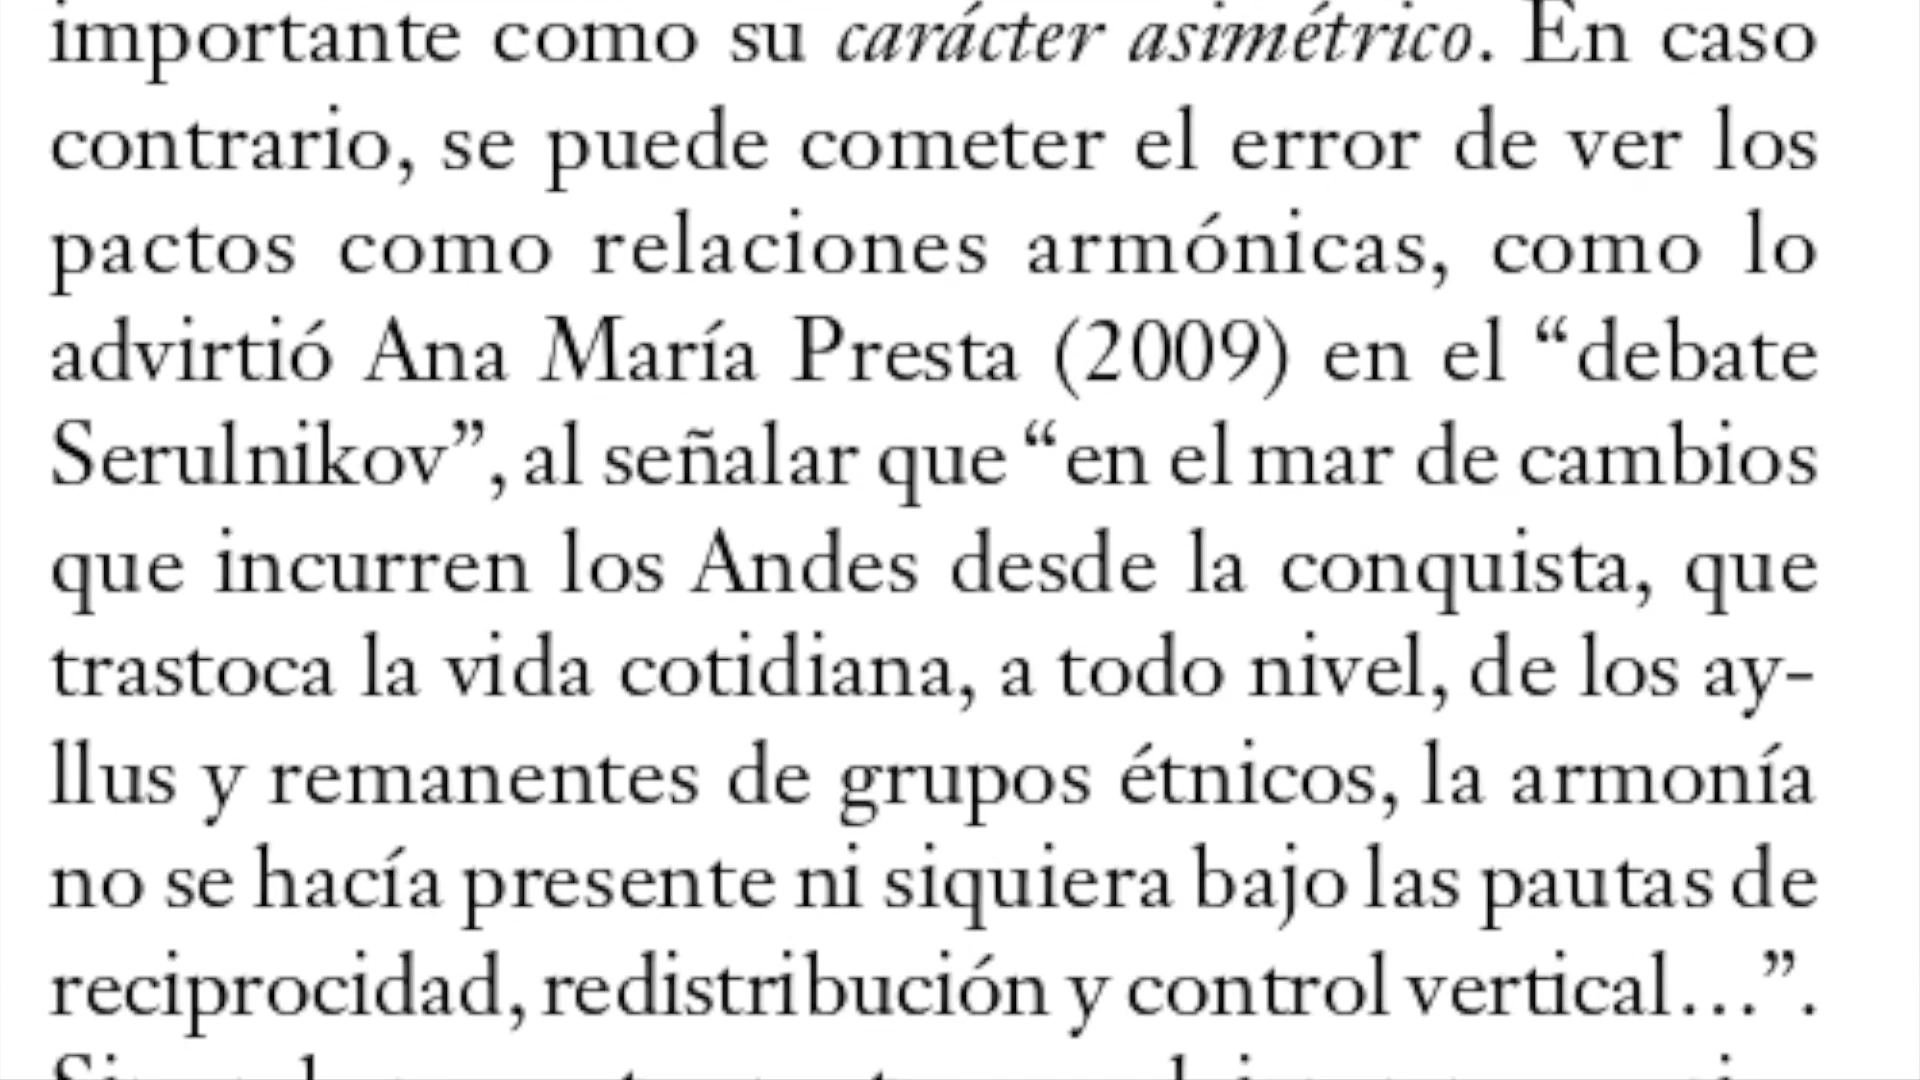 importante como su carácter asimétrico. En caso
contrario, se puede cometer el error de ver los
pactos como relaciones armónicas, como lo
advirtió Ana María Presta (2009) en el “debate
Serulnikov”, al señalar que “en el mar de cambios
que incurren los Andes desde la conquista, que
trastoca la vida cotidiana, a todo nivel, de los ay-
llus y remanentes de grupos étnicos, la armonía
no se hacía presente ni siquiera bajo las pautas de
reciprocidad, redistribución y control vertical…”.